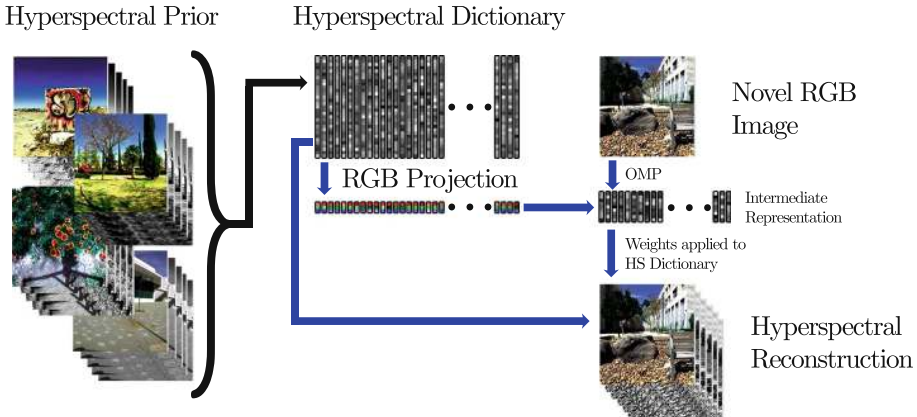 Hyperspectral Prior
Hyperspectral Dictionary
Novel RGB
Image
OMP
RGB Projection
Intermediate
Representation
Weights applied to
HS Dictionary
Hyperspectral
Reconstruction